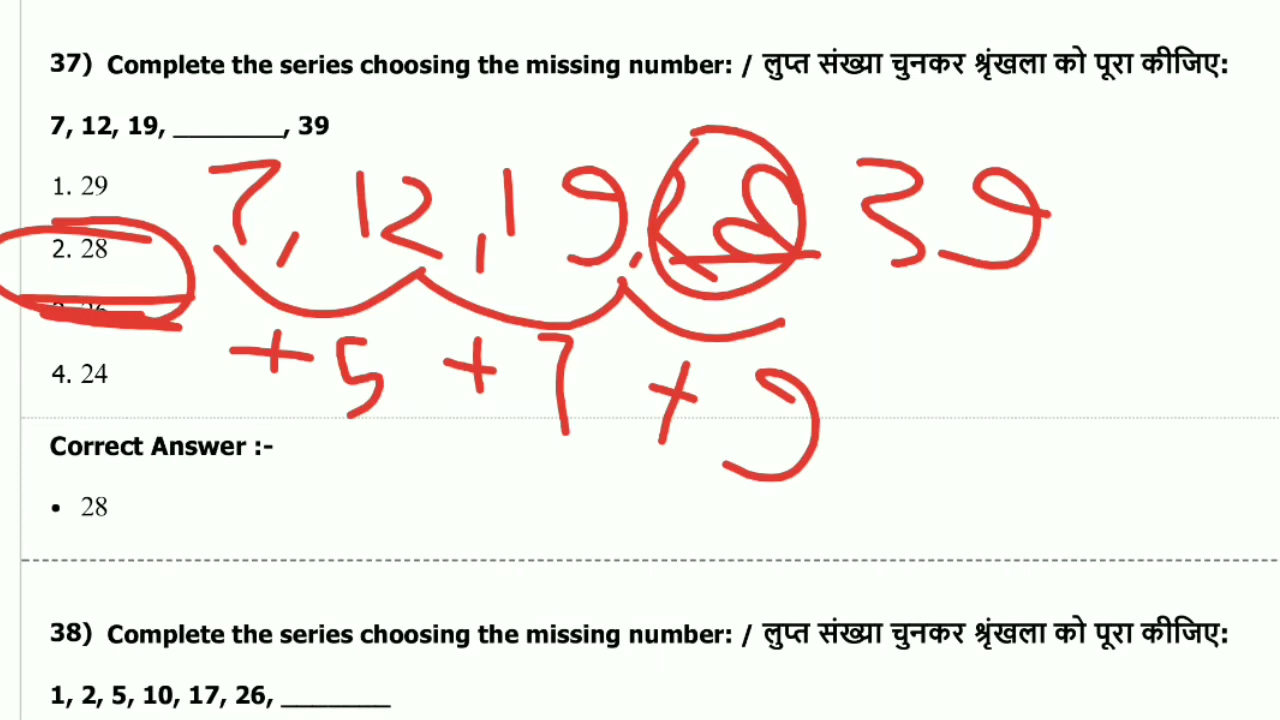 37) Complete the series choosing the missing number: / लुप्त संख्या चुनकर श्रृंखला को पूरा कीजिए:
7, 12, 19, ________, 39
7, 12, 19, 28 39
1. 29
2. 28
3. 26
4. 24
+5 +7 +9
Correct Answer :-
• 28
38) Complete the series choosing the missing number: / लुप्त संख्या चुनकर श्रृंखला को पूरा कीजिए:
1, 2, 5, 10, 17, 26, ________